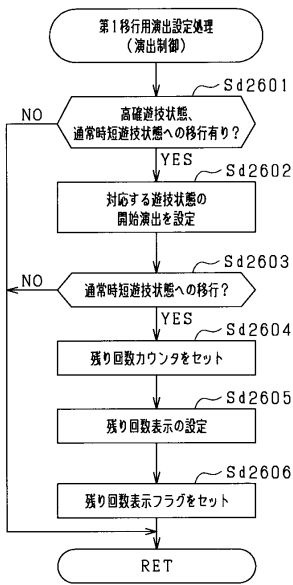 第1移行用演出設定処理
(演出制御)
Sd2601
高確遊技状態、
通常時短遊技状態への移行有り?
NO
YES
Sd2602
対応する遊技状態の
開始演出を設定
Sd2603
通常時短遊技状態への移行?
NO
YES
Sd2604
残り回数カウンタをセット
Sd2605
残り回数表示の設定
Sd2606
残り回数表示フラグをセット
RET